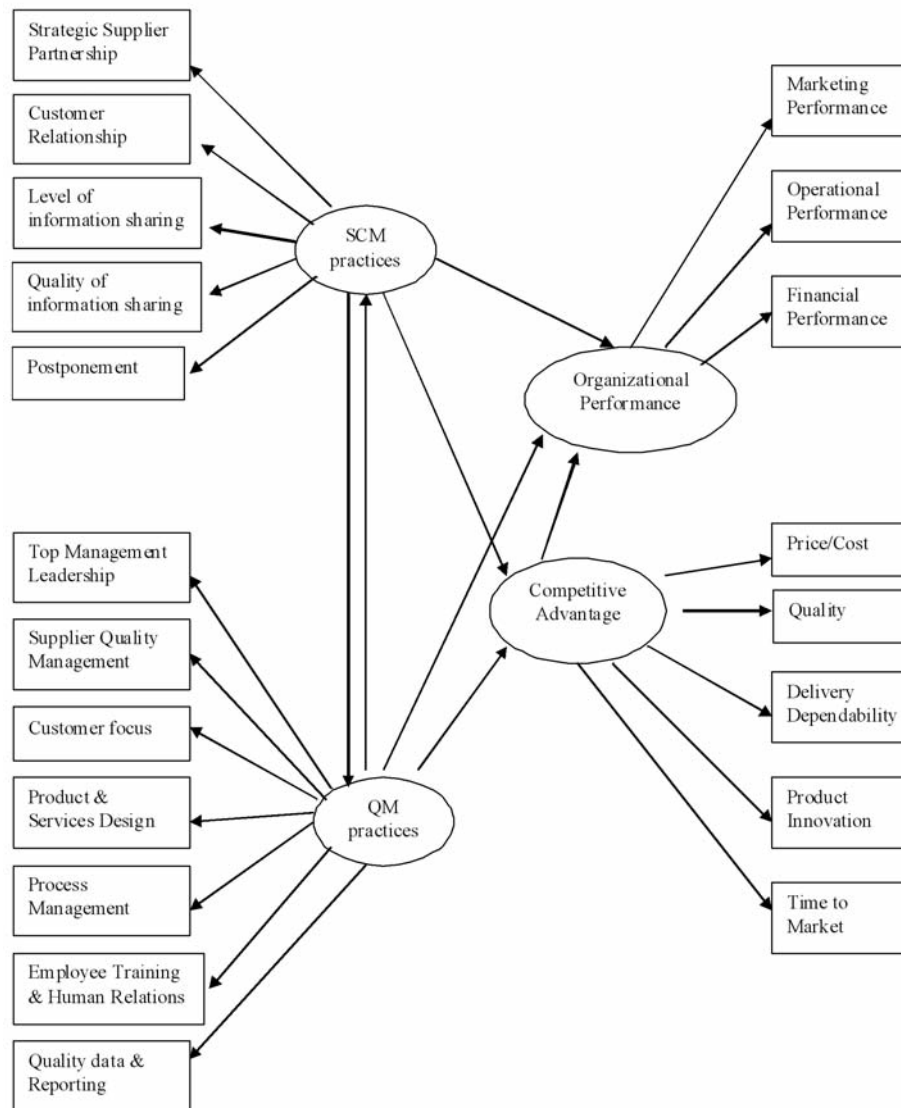 Strategic Supplier
Partnership
Customer
Relationship
Level of
information sharing
Quality of
information sharing
Postponement
SCM
practices
Marketing
Performance
Operational
Performance
Financial
Performance
Organizational
Performance
Top Management
Leadership
Supplier Quality
Management
Customer focus
Product &
Services Design
Process
Management
Employee Training
& Human Relations
Quality data &
Reporting
QM
practices
Competitive
Advantage
Price/Cost
Quality
Delivery
Dependability
Product
Innovation
Time to
Market